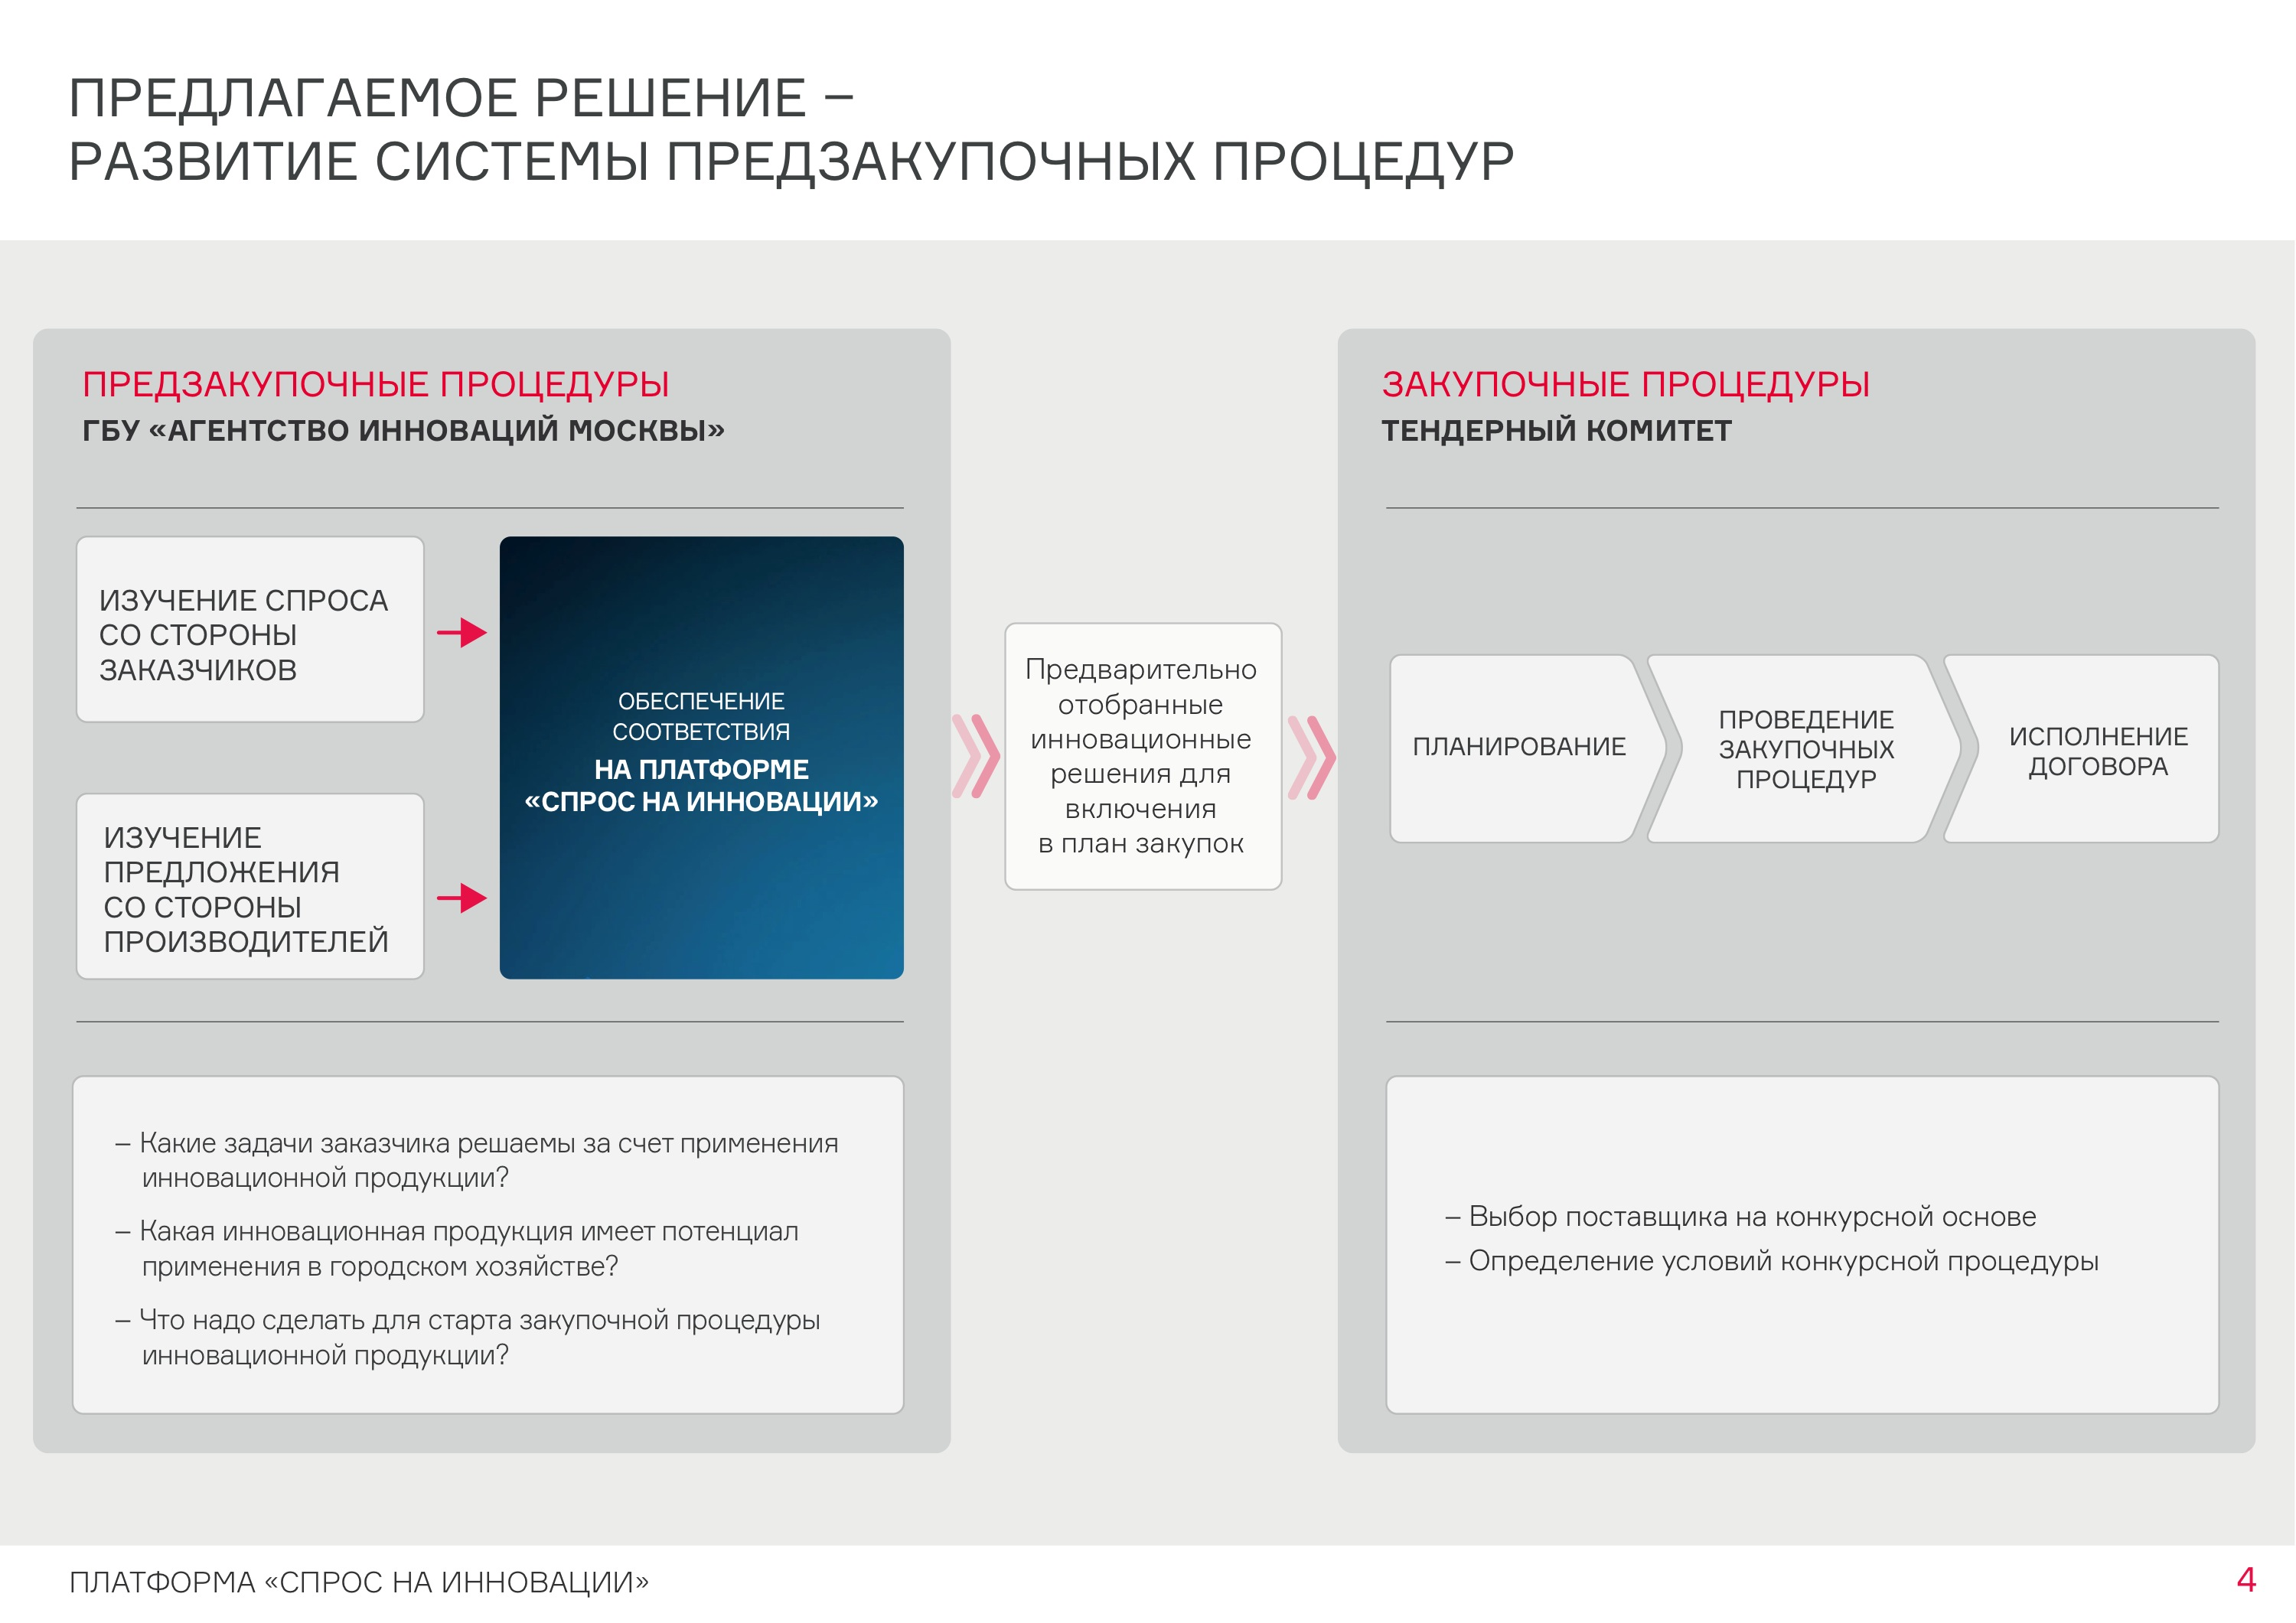 ПРЕДЛАГАЕМОЕ РЕШЕНИЕ –
РАЗВИТИЕ СИСТЕМЫ ПРЕДЗАКУПОЧНЫХ ПРОЦЕДУР
ПРЕДЗАКУПОЧНЫЕ ПРОЦЕДУРЫ
ГБУ «АГЕНТСТВО ИННОВАЦИЙ МОСКВЫ»
ИЗУЧЕНИЕ СПРОСА
СО СТОРОНЫ
ЗАКАЗЧИКОВ
ИЗУЧЕНИЕ
ПРЕДЛОЖЕНИЯ
СО СТОРОНЫ
ПРОИЗВОДИТЕЛЕЙ
ОБЕСПЕЧЕНИЕ
СООТВЕТСТВИЯ
НА ПЛАТФОРМЕ
«СПРОС НА ИННОВАЦИИ»
– Какие задачи заказчика решаемы за счет применения
инновационной продукции?
– Какая инновационная продукция имеет потенциал
применения в городском хозяйстве?
– Что надо сделать для старта закупочной процедуры
инновационной продукции?
Предварительно
отобранные
инновационные
решения для
включения
в план закупок
ЗАКУПОЧНЫЕ ПРОЦЕДУРЫ
ТЕНДЕРНЫЙ КОМИТЕТ
ПЛАНИРОВАНИЕ
ПРОВЕДЕНИЕ
ЗАКУПОЧНЫХ
ПРОЦЕДУР
ИСПОЛНЕНИЕ
ДОГОВОРА
– Выбор поставщика на конкурсной основе
– Определение условий конкурсной процедуры
ПЛАТФОРМА «СПРОС НА ИННОВАЦИИ»
4